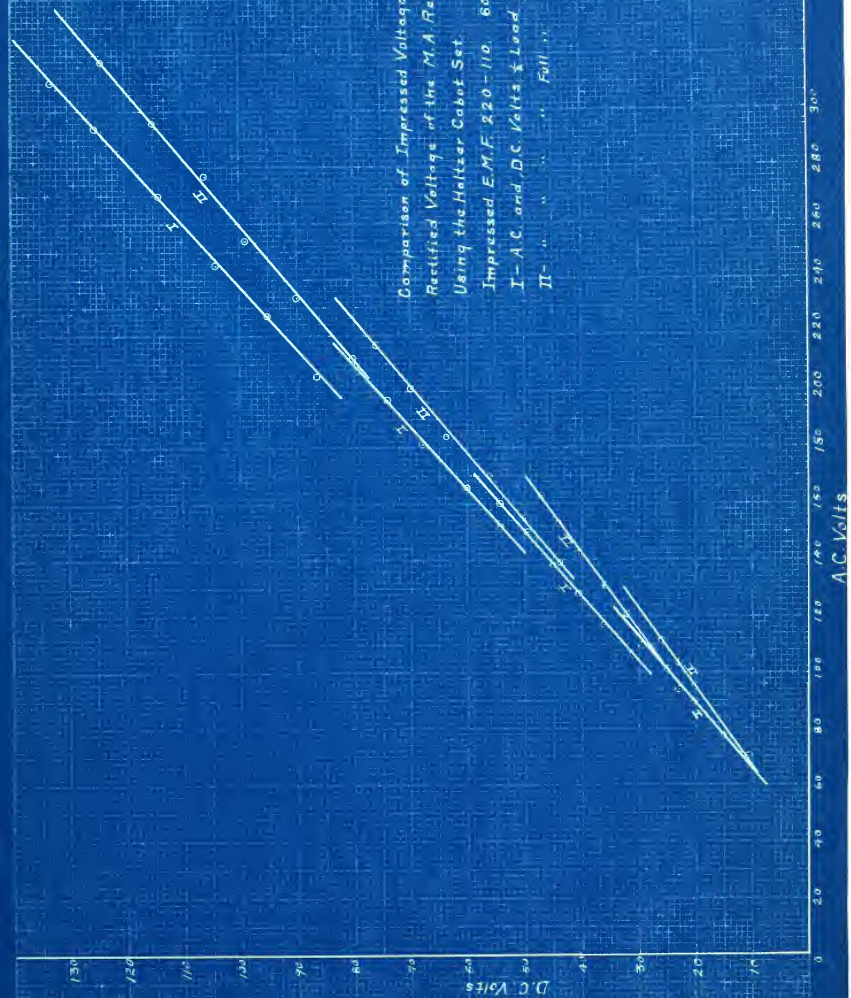 Comparison of Impressed Voltag
Rectified Voltage of the M.A. Re
Using the Holtzer Cabot Set
Impressed E.M.F. 220-110 60
I - A.C. and D.C. Volts ½ Load
II - " " " " Full "
130
120
110
100
90
80
70
60
50
40
30
20
10
D.C. Volts
I
II
I
II
I
II
I
II
0
20
40
60
80
100
120
140
160
180
200
220
240
260
280
300
A.C. Volts